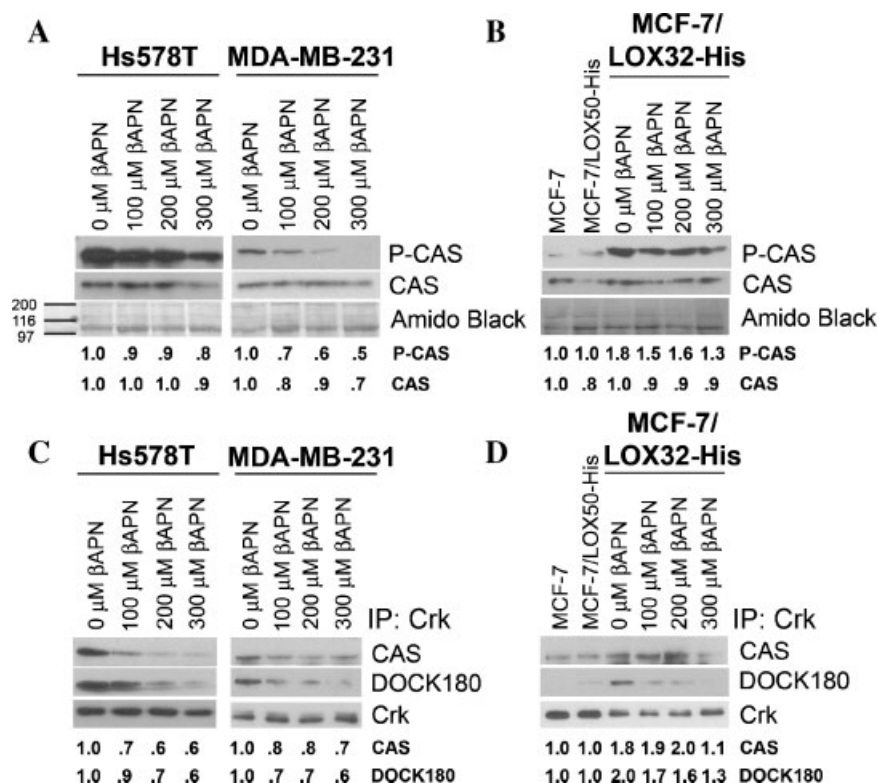 A
Hs578T MDA-MB-231
0 µM βAPN
100 µM βAPN
200 µM βAPN
300 µM βAPN
0 µM βAPN
100 µM βAPN
200 µM βAPN
300 µM βAPN
P-CAS
CAS
200
116
97
Amido Black
1.0 .9 .9 .8 1.0 .7 .6 .5 P-CAS
1.0 1.0 1.0 .9 1.0 .8 .9 .7 CAS
B
MCF-7/
LOX32-His
MCF-7
MCF-7/LOX50-His
0 µM βAPN
100 µM βAPN
200 µM βAPN
300 µM βAPN
P-CAS
CAS
Amido Black
1.0 1.0 1.8 1.5 1.6 1.3 P-CAS
1.0 .8 1.0 .9 .9 .9 CAS
C
Hs578T MDA-MB-231
0 µM βAPN
100 µM βAPN
200 µM βAPN
300 µM βAPN
0 µM βAPN
100 µM βAPN
200 µM βAPN
300 µM βAPN
IP: Crk
CAS
DOCK180
Crk
1.0 .7 .6 .6 1.0 .8 .8 .7 CAS
1.0 .9 .7 .6 1.0 .7 .7 .6 DOCK180
D
MCF-7/
LOX32-His
MCF-7
MCF-7/LOX50-His
0 µM βAPN
100 µM βAPN
200 µM βAPN
300 µM βAPN
IP: Crk
CAS
DOCK180
Crk
1.0 1.0 1.8 1.9 2.0 1.1 CAS
1.0 1.0 2.0 1.7 1.6 1.3 DOCK180